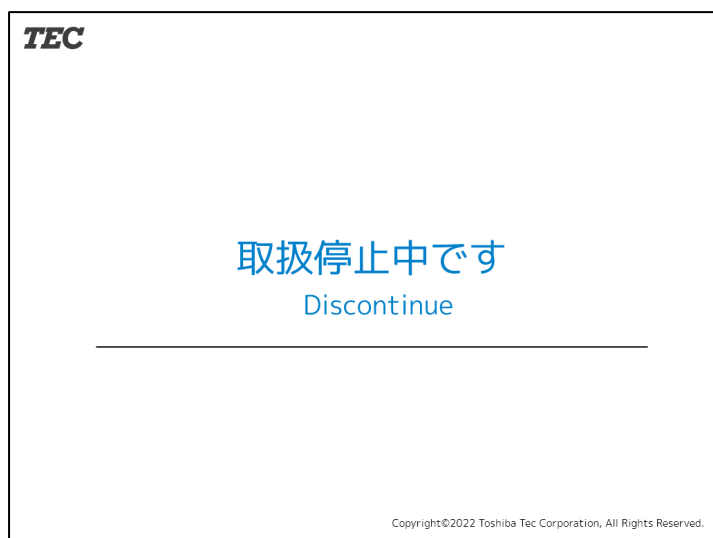 TEC
取扱停止中です
Discontinue
Copyright©2022 Toshiba Tec Corporation, All Rights Reserved.